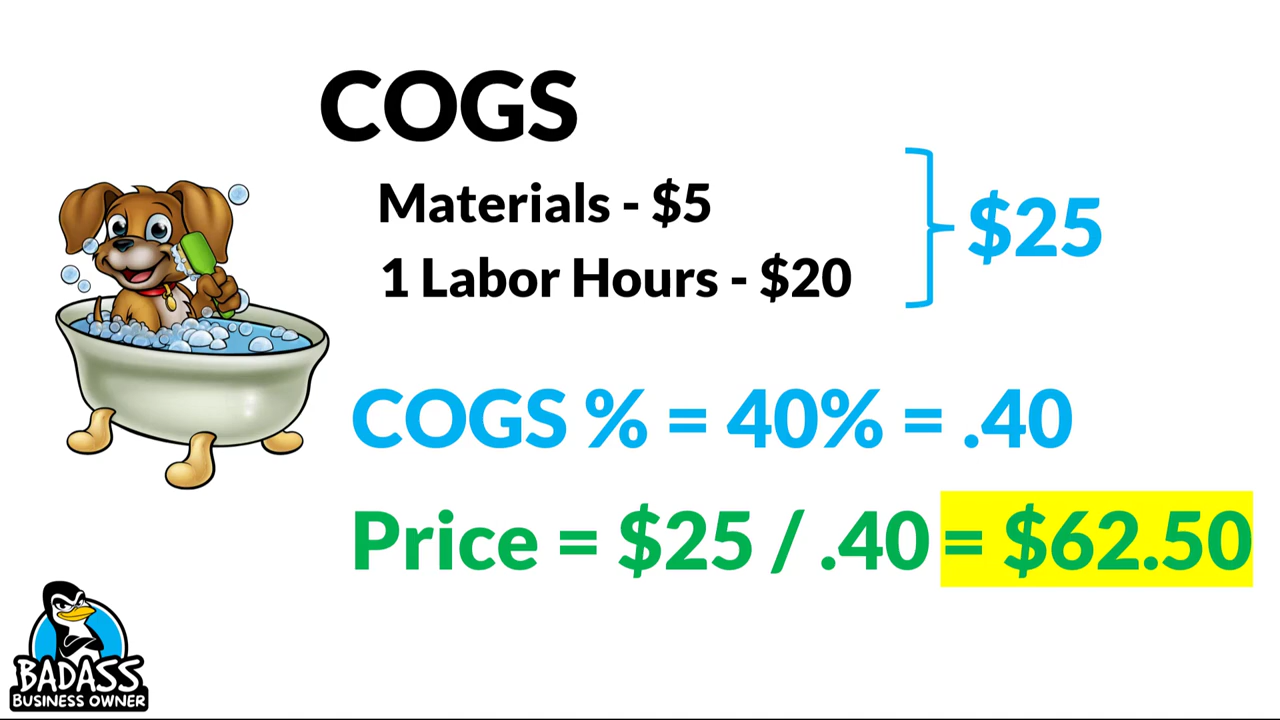 COGS
Materials - $5
1 Labor Hours - $20
$25
COGS % = 40% = .40
Price = $25 / .40 = $62.50
BADASS
BUSINESS OWNER